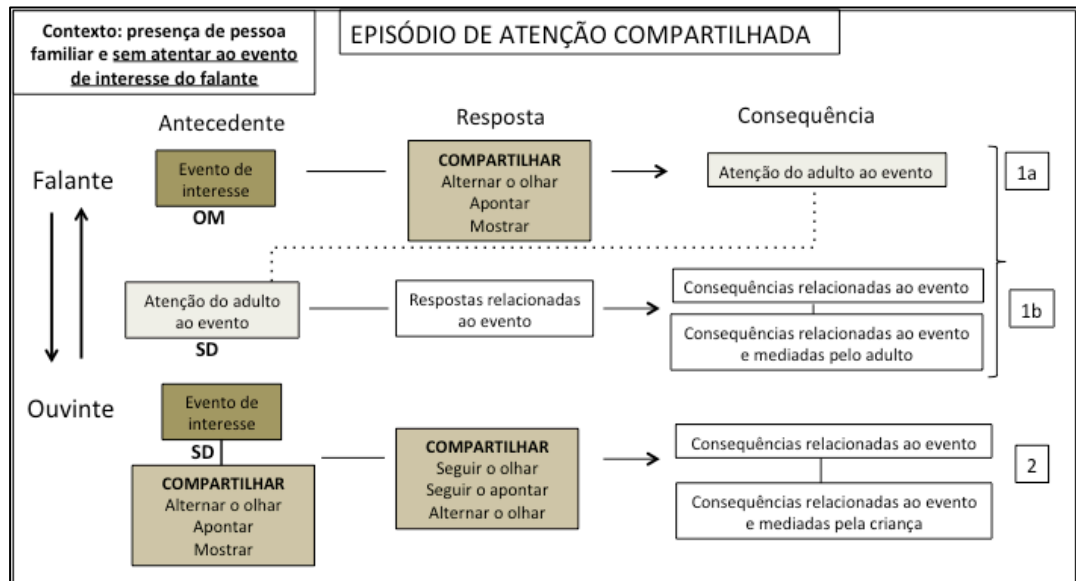 Contexto: presença de pessoa
familiar e sem atentar ao evento
de interesse do falante
EPISÓDIO DE ATENÇÃO COMPARTILHADA
Antecedente
Resposta
Consequência
Falante
Evento de
interesse
OM
COMPARTILHAR
Alternar o olhar
Apontar
Mostrar
Atenção do adulto ao evento
1a
Atenção do adulto
ao evento
SD
Respostas relacionadas
ao evento
Consequências relacionadas ao evento
Consequências relacionadas ao evento
e mediadas pelo adulto
1b
Ouvinte
Evento de
interesse
SD
COMPARTILHAR
Alternar o olhar
Apontar
Mostrar
COMPARTILHAR
Seguir o olhar
Seguir o apontar
Alternar o olhar
Consequências relacionadas ao evento
Consequências relacionadas ao evento
e mediadas pela criança
2